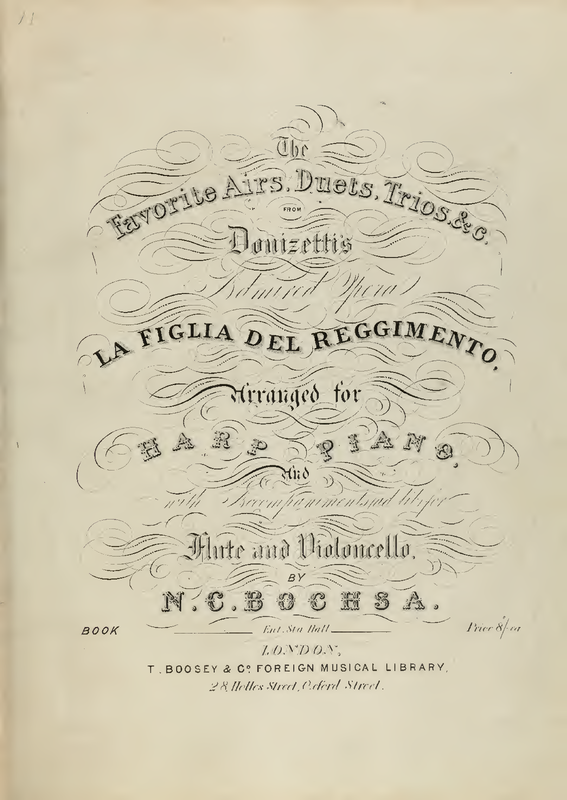 11
The
Favorite Airs, Duets, Trios, &c.
FROM
Donizetti's
Admired Opera
LA FIGLIA DEL REGGIMENTO,
Arranged for
HARP PIANO,
And
with Accompaniments ad lib: for
Flute and Violoncello,
BY
N. C. BOCHSA.
BOOK Ent. Sta. Hall Price 8/
LONDON,
T. BOOSEY & Co. FOREIGN MUSICAL LIBRARY,
28, Holles Street, Oxford Street.